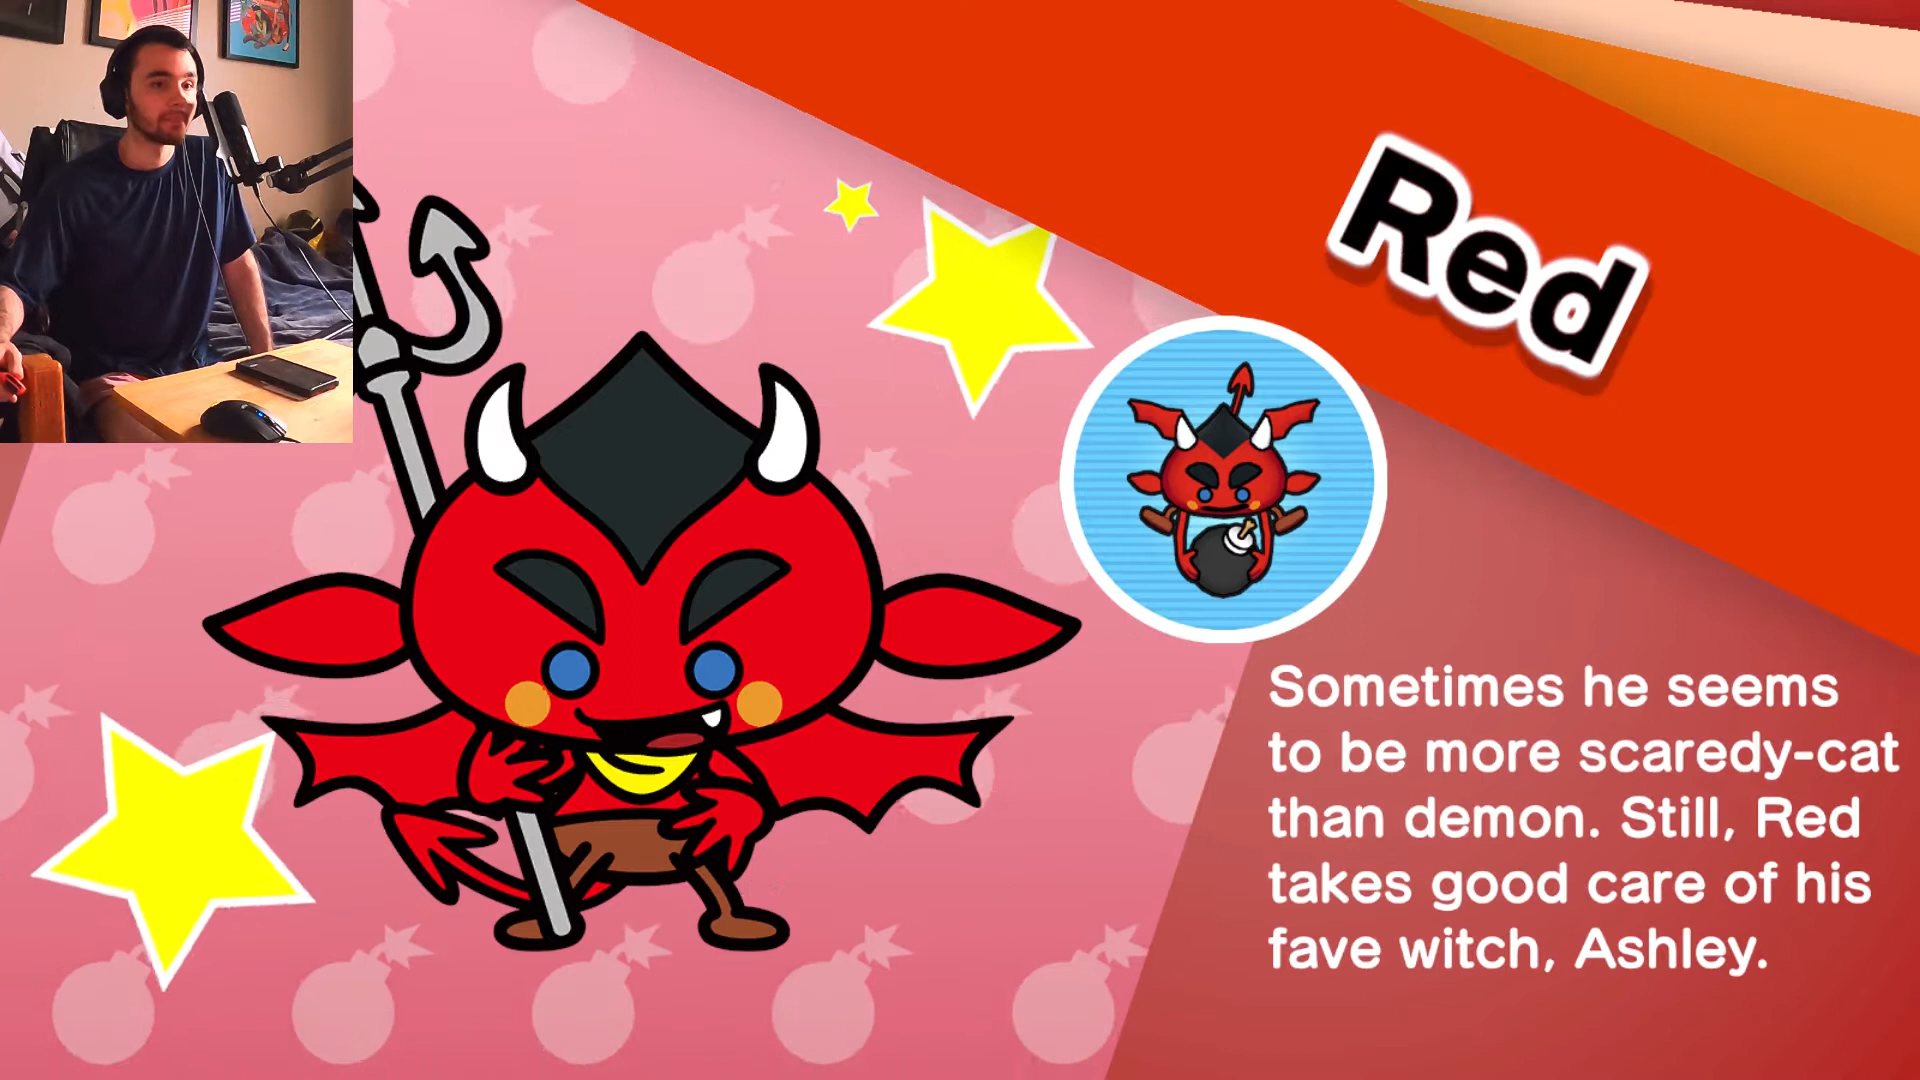 Red
Sometimes he seems
to be more scaredy-cat
than demon. Still, Red
takes good care of his
fave witch, Ashley.